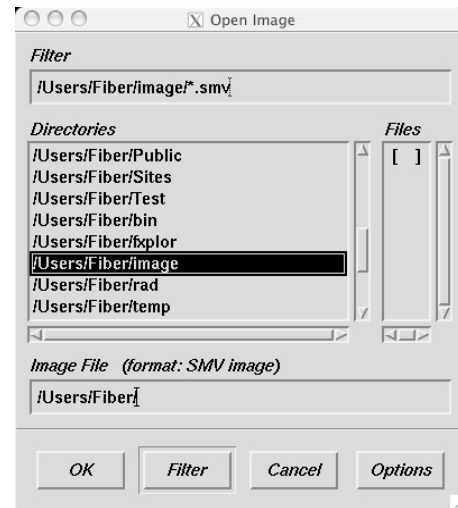 X Open Image
Filter
/Users/Fiber/image/*.smv
Directories
Files
/Users/Fiber/Public
[ ]
/Users/Fiber/Sites
/Users/Fiber/Test
/Users/Fiber/bin
/Users/Fiber/fxplor
/Users/Fiber/image
/Users/Fiber/rad
/Users/Fiber/temp
Image File (format: SMV image)
/Users/Fiber/
OK Filter Cancel Options